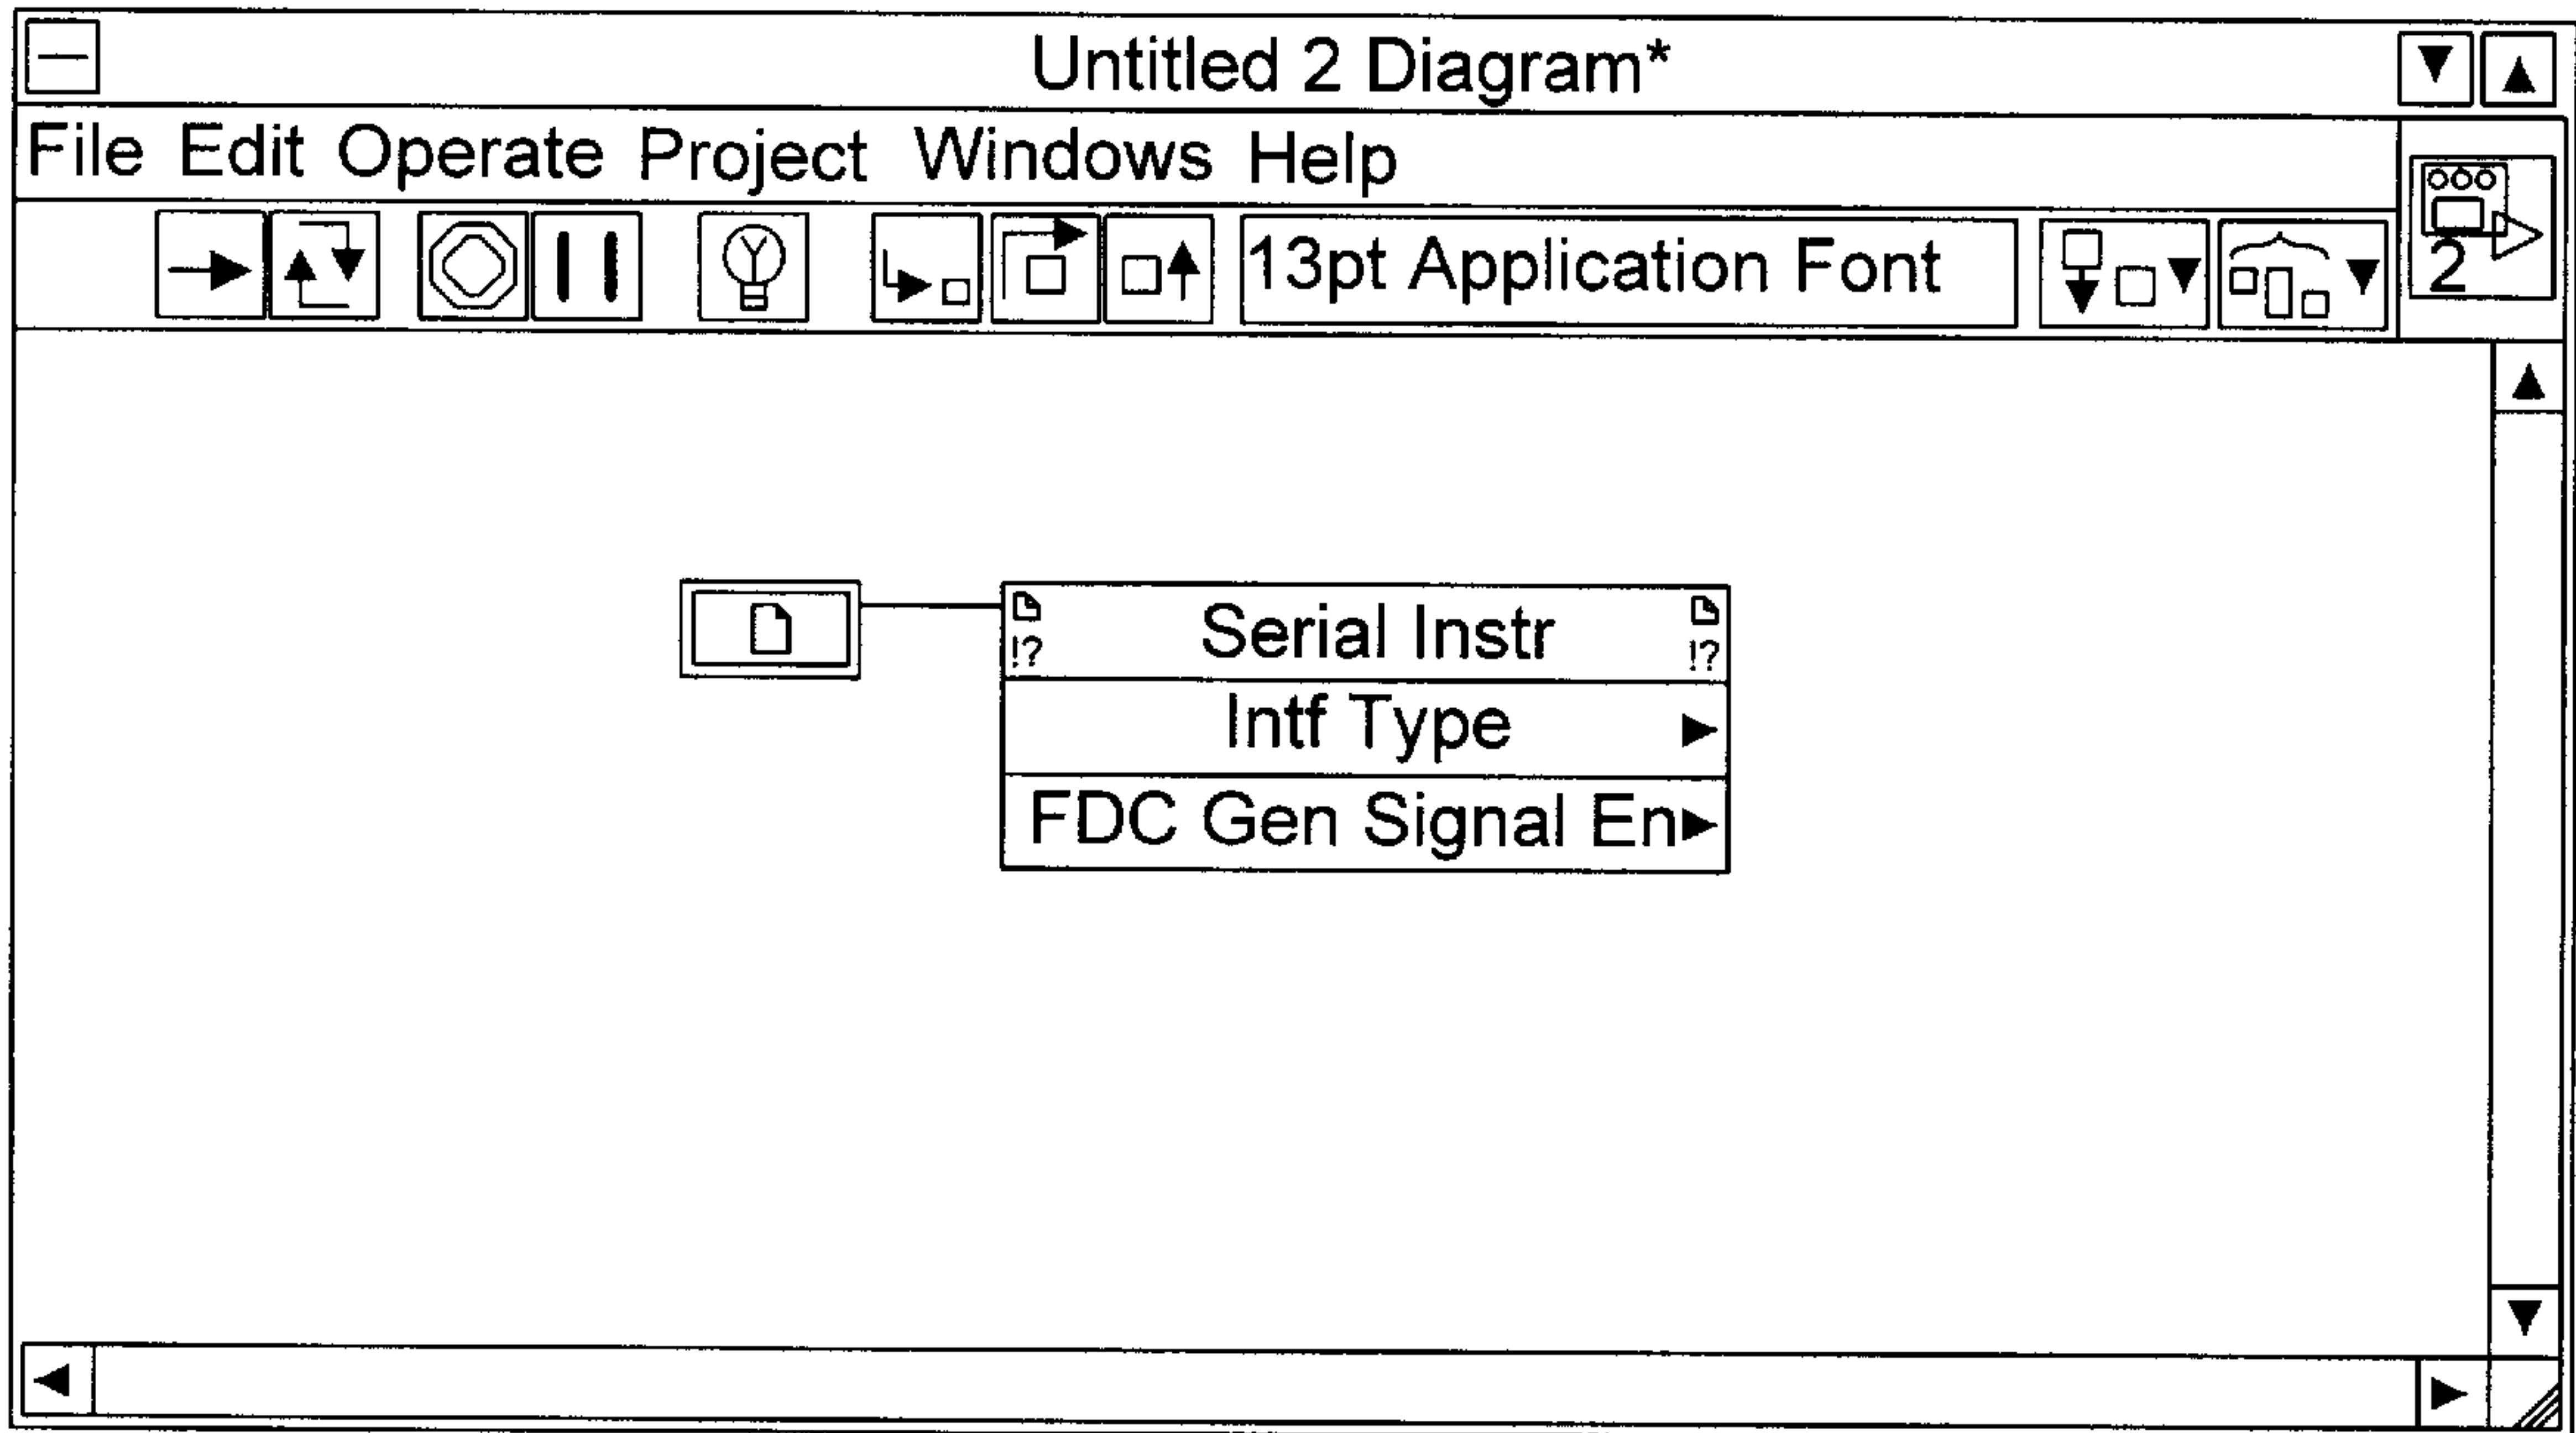 Untitled 2 Diagram*
File Edit Operate Project Windows Help
13pt Application Font
2
!? Serial Instr !?
Intf Type
FDC Gen Signal En